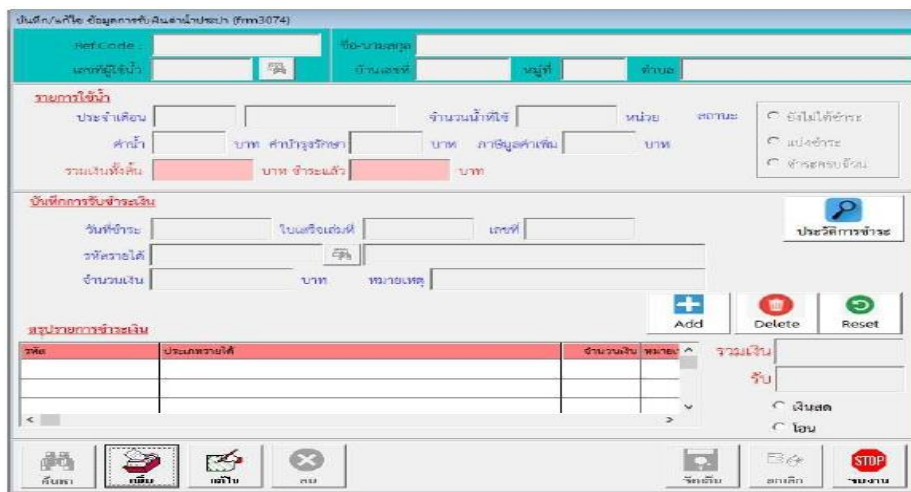 บันทึก/แก้ไข ข้อมูลการรับเงินค่าน้ำประปา (frm3074)
Ref.Code : ชื่อ-นามสกุล
เลขที่ผู้ใช้น้ำ บ้านเลขที่ หมู่ที่ ตำบล
รายการใช้น้ำ
ประจำเดือน จำนวนน้ำที่ใช้ หน่วย สถานะ ยังไม่ได้ชำระ
ค่าน้ำ บาท ค่าบำรุงรักษา บาท ภาษีมูลค่าเพิ่ม บาท แบ่งชำระ
รวมเงินทั้งสิ้น บาท ชำระแล้ว บาท ชำระครบถ้วน
บันทึกการรับชำระเงิน
วันที่ชำระ ใบเสร็จเล่มที่ เลขที่ ประวัติการชำระ
รหัสรายได้
จำนวนเงิน บาท หมายเหตุ
Add Delete Reset
สรุปรายการชำระเงิน
รหัส ประเภทรายได้ จำนวนเงิน หมายเห รวมเงิน
รับ
เงินสด
โอน
ค้นหา เพิ่ม แก้ไข ลบ จัดเก็บ ยกเลิก STOP จบงาน